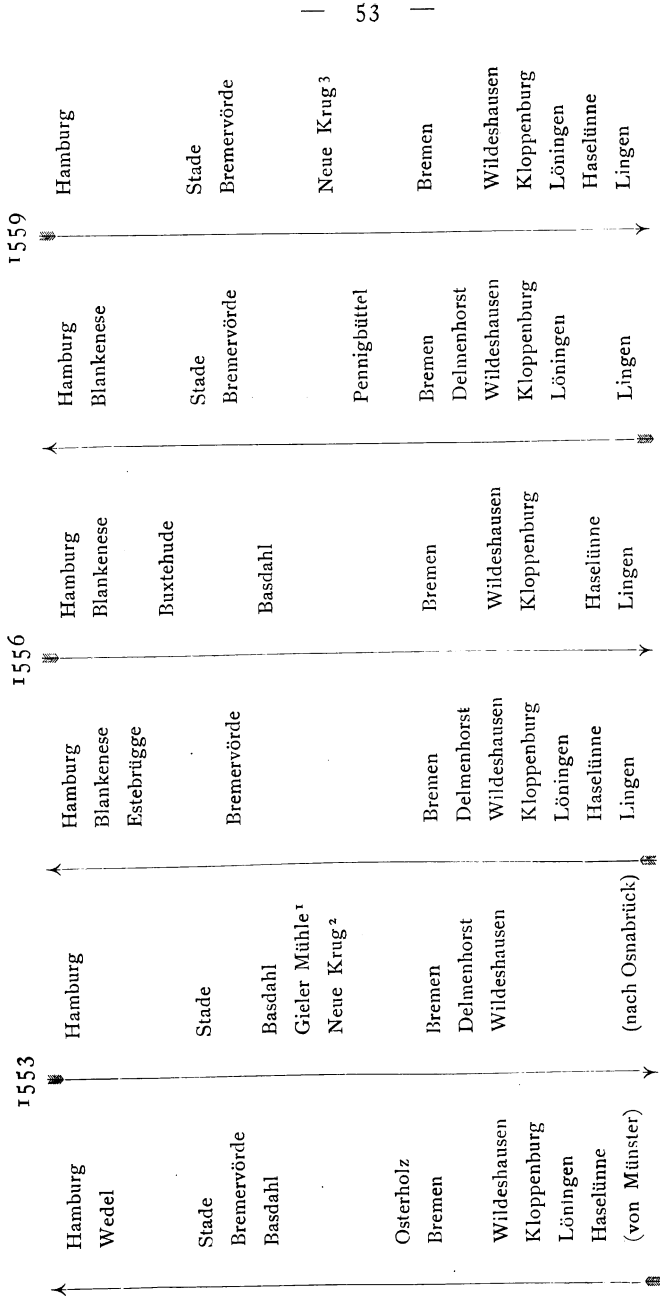 — 53 —
1553
Hamburg
Wedel
Stade
Bremervörde
Basdahl
Osterholz
Bremen
Wildeshausen
Kloppenburg
Löningen
Haselünne
(von Münster)
Hamburg
Stade
Basdahl
Gieler Mühle¹
Neue Krug²
Bremen
Delmenhorst
Wildeshausen
(nach Osnabrück)
1556
Hamburg
Blankenese
Estebrügge
Bremervörde
Bremen
Delmenhorst
Wildeshausen
Kloppenburg
Löningen
Haselünne
Lingen
Hamburg
Blankenese
Buxtehude
Basdahl
Bremen
Wildeshausen
Kloppenburg
Haselünne
Lingen
1559
Hamburg
Blankenese
Stade
Bremervörde
Pennigbüttel
Bremen
Delmenhorst
Wildeshausen
Kloppenburg
Löningen
Lingen
Hamburg
Stade
Bremervörde
Neue Krug³
Bremen
Wildeshausen
Kloppenburg
Löningen
Haselünne
Lingen